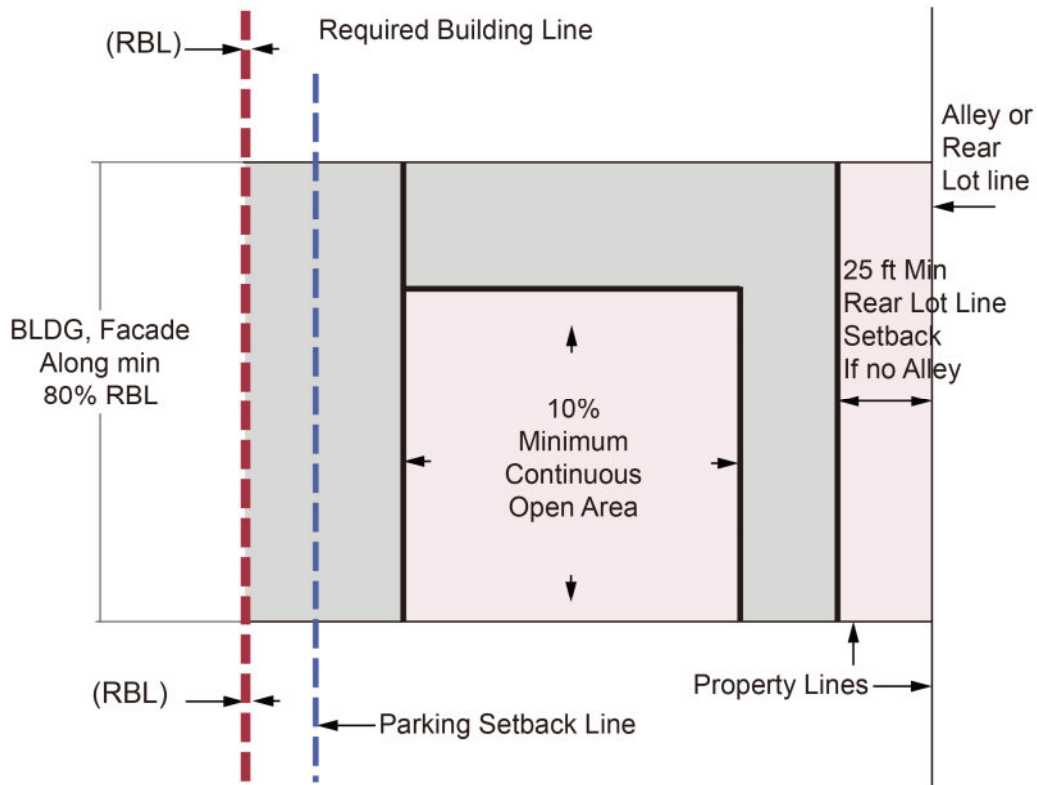 (RBL)
Required Building Line
Alley or
Rear
Lot line
25 ft Min
Rear Lot Line
Setback
If no Alley
BLDG, Facade
Along min
80% RBL
10%
Minimum
Continuous
Open Area
(RBL)
Property Lines
Parking Setback Line